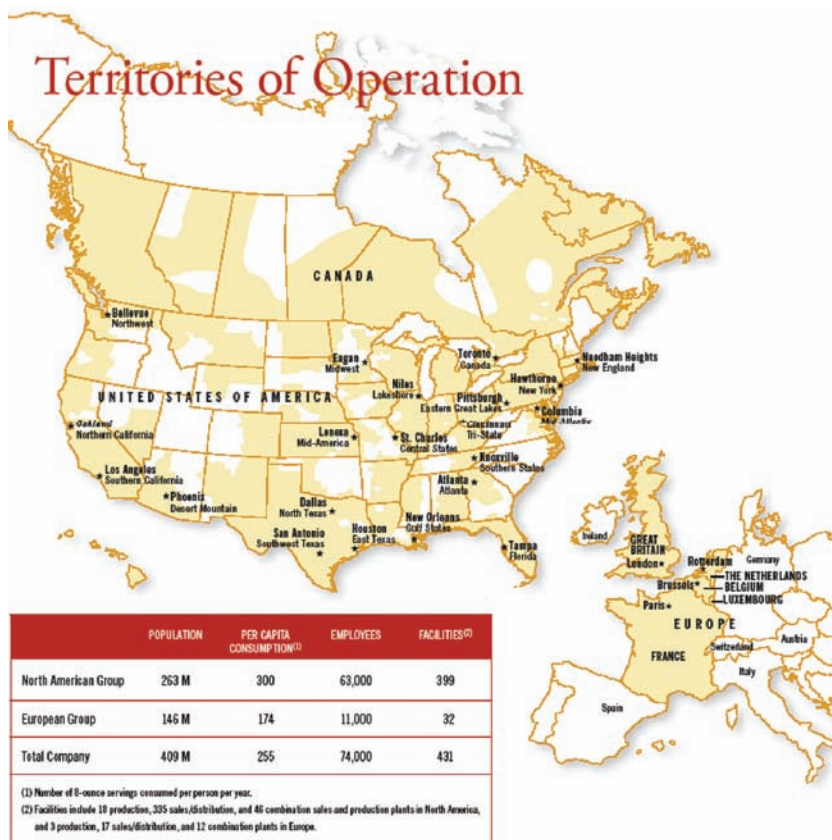 Territories of Operation
CANADA
Bellevue
Northwest
Eagan
Midwest
Toronto
Canada
Needham Heights
New England
Niles
Lakeshore
Hawthorne
New York
Pittsburgh
Eastern Great Lakes
UNITED STATES OF AMERICA
Columbia
Mid-Atlantic
Cincinnati
Tri-State
Oakland
Northern California
Lenexa
Mid-America
St. Charles
Central States
Knoxville
Southern States
Los Angeles
Southern California
Atlanta
Atlanta
Phoenix
Desert Mountain
Dallas
North Texas
New Orleans
Gulf States
San Antonio
Southwest Texas
Houston
East Texas
Tampa
Florida
Ireland
GREAT
BRITAIN
London
Rotterdam
Germany
THE NETHERLANDS
Brussels
BELGIUM
LUXEMBOURG
Paris
EUROPE
Austria
Switzerland
FRANCE
Italy
Spain
POPULATION PER CAPITA CONSUMPTION(1) EMPLOYEES FACILITIES(2)
North American Group 263 M 300 63,000 399
European Group 146 M 174 11,000 32
Total Company 409 M 255 74,000 431
(1) Number of 8-ounce servings consumed per person per year.
(2) Facilities include 18 production, 335 sales/distribution, and 46 combination sales and production plants in North America,
and 3 production, 17 sales/distribution, and 12 combination plants in Europe.